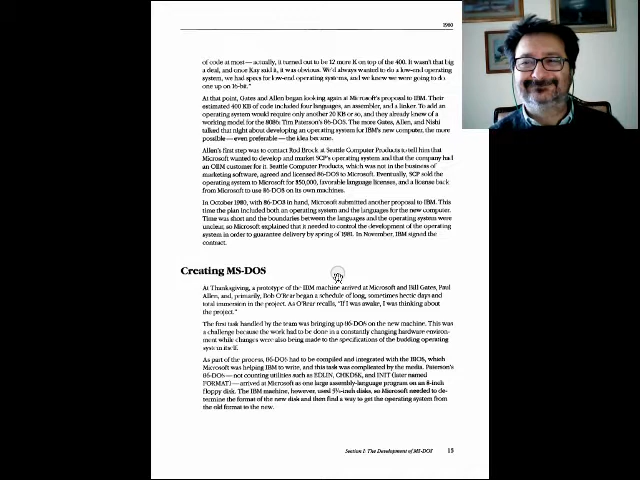 1980
of code at most—actually, it turned out to be 12 more K on top of the 400. It wasn't that big
a deal, and once Kay said it, it was obvious. We'd always wanted to do a low-end operating
system, we had specs for low-end operating systems, and we knew we were going to do
one up on 16-bit."
At that point, Gates and Allen began looking again at Microsoft's proposal to IBM. Their
estimated 400 KB of code included four languages, an assembler, and a linker. To add an
operating system would require only another 20 KB or so, and they already knew of a
working model for the 8086: Tim Paterson's 86-DOS. The more Gates, Allen, and Nishi
talked that night about developing an operating system for IBM's new computer, the more
possible—even preferable—the idea became.
Allen's first step was to contact Rod Brock at Seattle Computer Products to tell him that
Microsoft wanted to develop and market SCP's operating system and that the company had
an OEM customer for it. Seattle Computer Products, which was not in the business of
marketing software, agreed and licensed 86-DOS to Microsoft. Eventually, SCP sold the
operating system to Microsoft for $50,000, favorable language licenses, and a license back
from Microsoft to use 86-DOS on its own machines.
In October 1980, with 86-DOS in hand, Microsoft submitted another proposal to IBM. This
time the plan included both an operating system and the languages for the new computer.
Time was short and the boundaries between the languages and the operating system were
unclear, so Microsoft explained that it needed to control the development of the operating
system in order to guarantee delivery by spring of 1981. In November, IBM signed the
contract.
Creating MS-DOS
At Thanksgiving, a prototype of the IBM machine arrived at Microsoft and Bill Gates, Paul
Allen, and, primarily, Bob O'Rear began a schedule of long, sometimes hectic days and
total immersion in the project. As O'Rear recalls, "If I was awake, I was thinking about
the project."
The first task handled by the team was bringing up 86-DOS on the new machine. This was
a challenge because the work had to be done in a constantly changing hardware environ-
ment while changes were also being made to the specifications of the budding operating
system itself.
As part of the process, 86-DOS had to be compiled and integrated with the BIOS, which
Microsoft was helping IBM to write, and this task was complicated by the media. Paterson's
86-DOS—not counting utilities such as EDLIN, CHKDSK, and INIT (later named
FORMAT)—arrived at Microsoft as one large assembly-language program on an 8-inch
floppy disk. The IBM machine, however, used 5¼-inch disks, so Microsoft needed to de-
termine the format of the new disk and then find a way to get the operating system from
the old format to the new.
Section I: The Development of MS-DOS 15